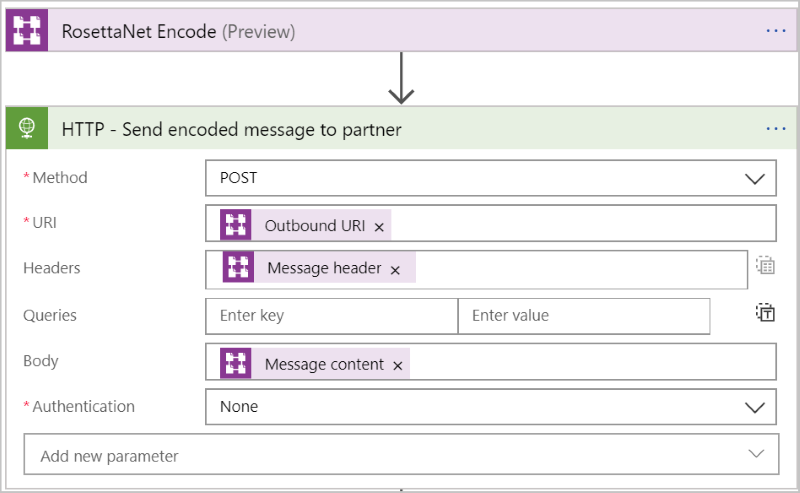 RosettaNet Encode (Preview)
HTTP - Send encoded message to partner
* Method POST
* URI Outbound URI ×
Headers Message header ×
Queries Enter key Enter value
Body Message content ×
* Authentication None
Add new parameter